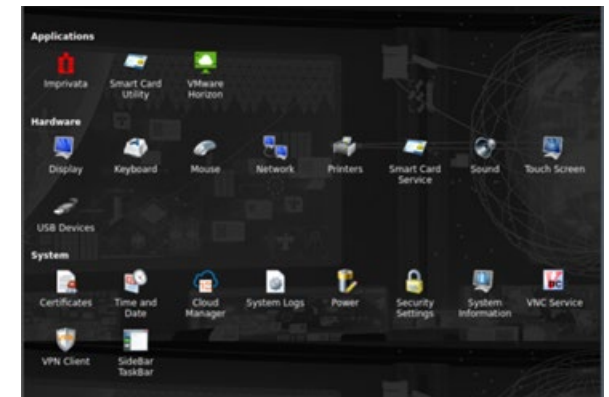 Applications
Imprivata Smart Card Utility VMware Horizon
Hardware
Display Keyboard Mouse Network Printers Smart Card Service Sound Touch Screen
USB Devices
System
Certificates Time and Date Cloud Manager System Logs Power Security Settings System Information VNC Service
VPN Client SideBar TaskBar